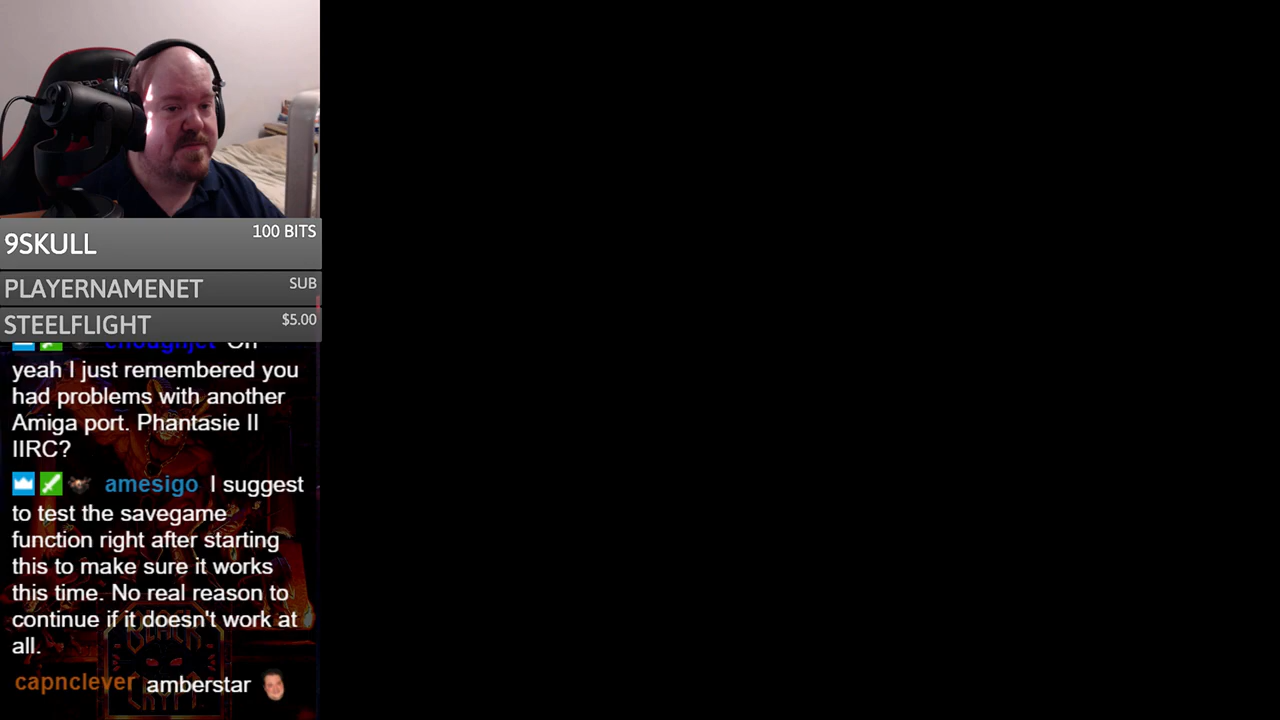 9SKULL
100 BITS
PLAYERNAMENET
SUB
STEELFLIGHT
$5.00
yeah I just remembered you
had problems with another
Amiga port. Phantasie II
IIRC?
amesigo I suggest
to test the savegame
function right after starting
this to make sure it works
this time. No real reason to
continue if it doesn't work at
all.
BLACK
CRYPT
capnclever amberstar